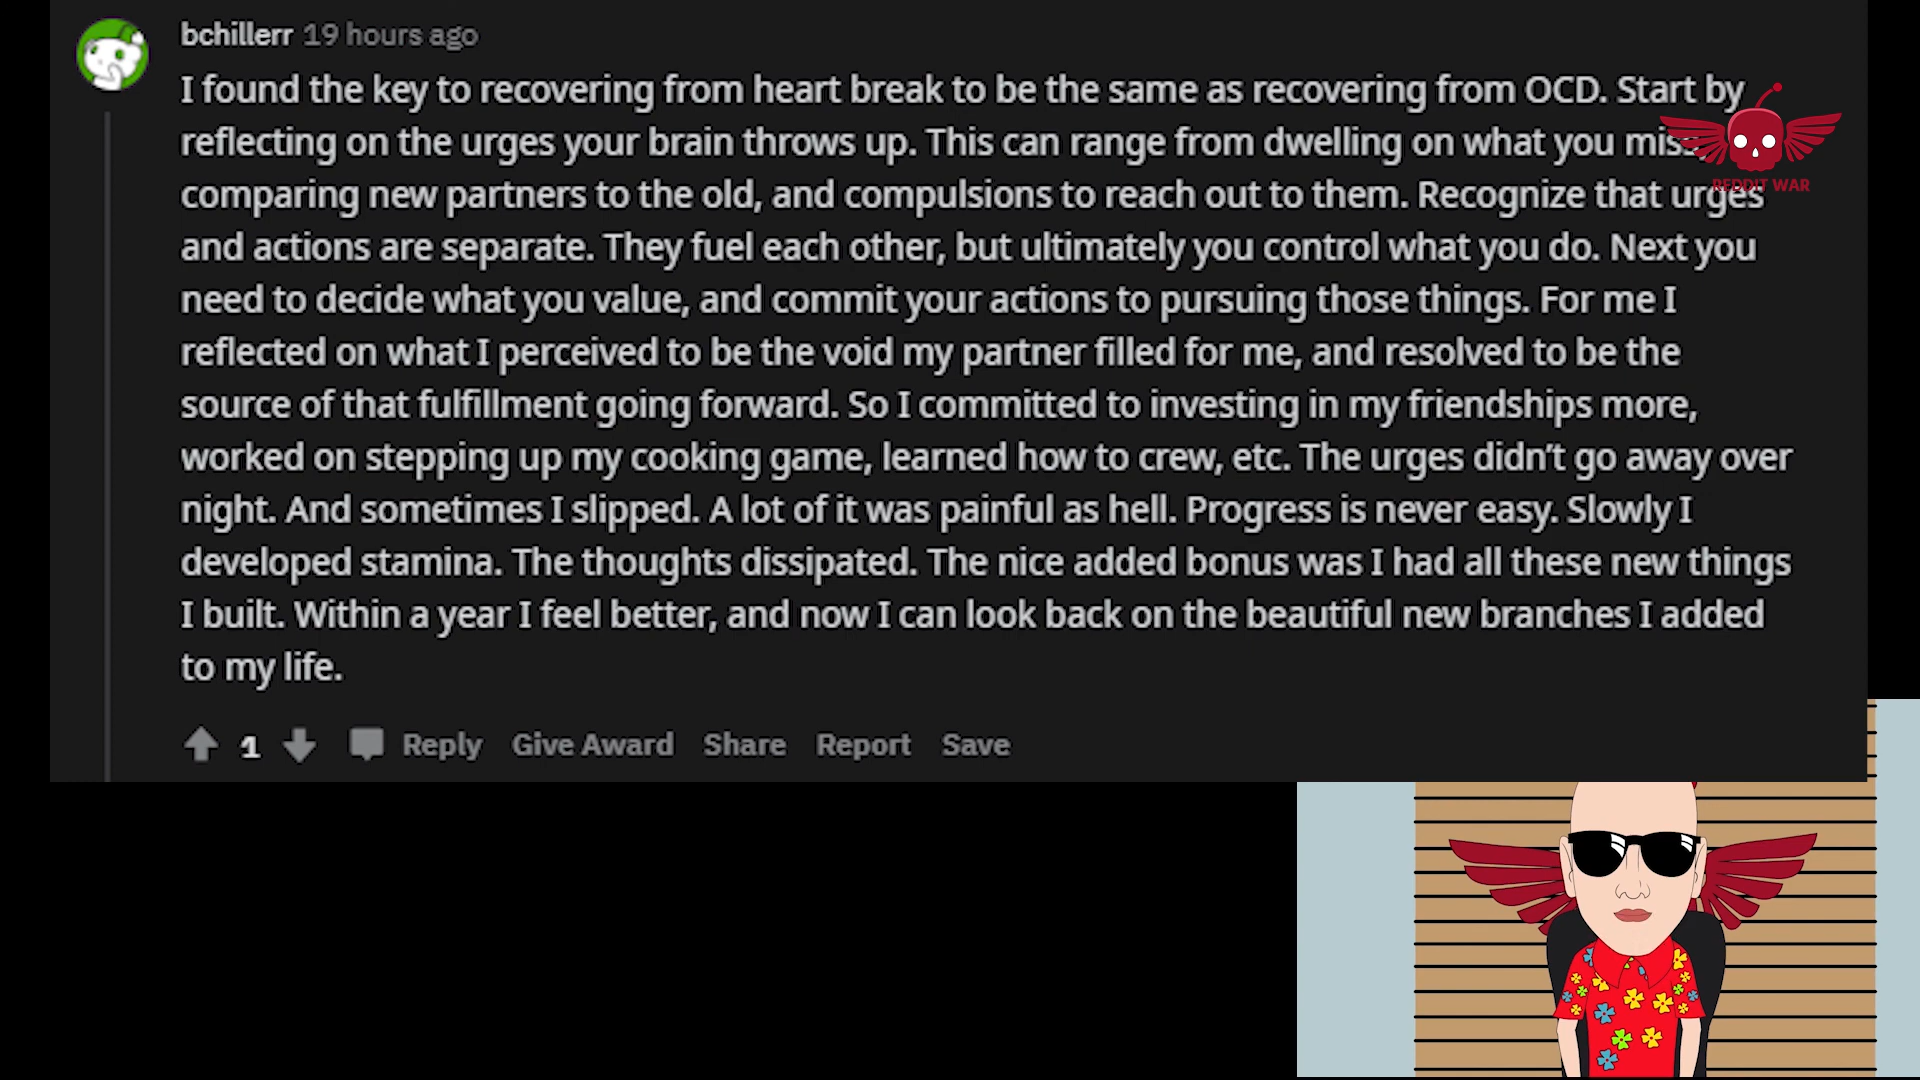 bchillerr 19 hours ago
I found the key to recovering from heart break to be the same as recovering from OCD. Start by
reflecting on the urges your brain throws up. This can range from dwelling on what you miss,
comparing new partners to the old, and compulsions to reach out to them. Recognize that urges
and actions are separate. They fuel each other, but ultimately you control what you do. Next you
need to decide what you value, and commit your actions to pursuing those things. For me I
reflected on what I perceived to be the void my partner filled for me, and resolved to be the
source of that fulfillment going forward. So I committed to investing in my friendships more,
worked on stepping up my cooking game, learned how to crew, etc. The urges didn't go away over
night. And sometimes I slipped. A lot of it was painful as hell. Progress is never easy. Slowly I
developed stamina. The thoughts dissipated. The nice added bonus was I had all these new things
I built. Within a year I feel better, and now I can look back on the beautiful new branches I added
to my life.
1 Reply Give Award Share Report Save
REDDIT WAR